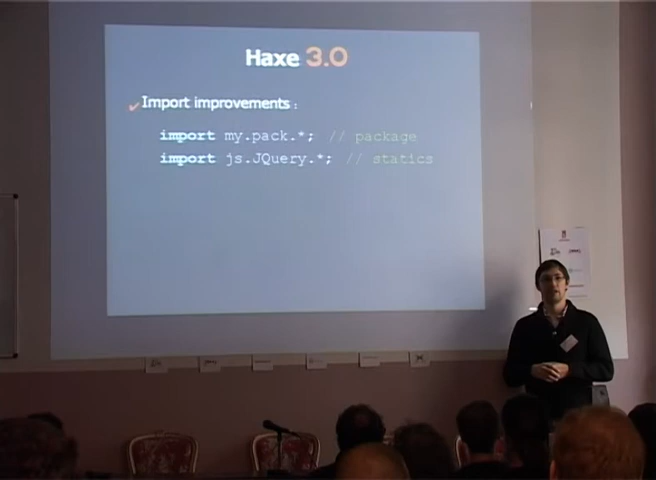 Haxe 3.0
Import improvements :
import my.pack.*; // package
import js.JQuery.*; // statics